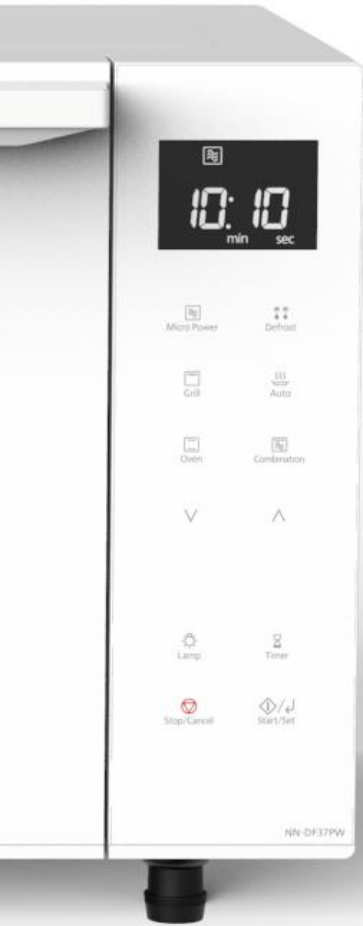 10:10
min sec
Micro Power Defrost
Grill Auto
Oven Combination
Lamp Timer
Stop/Cancel Start/Set
NN-DF37PW